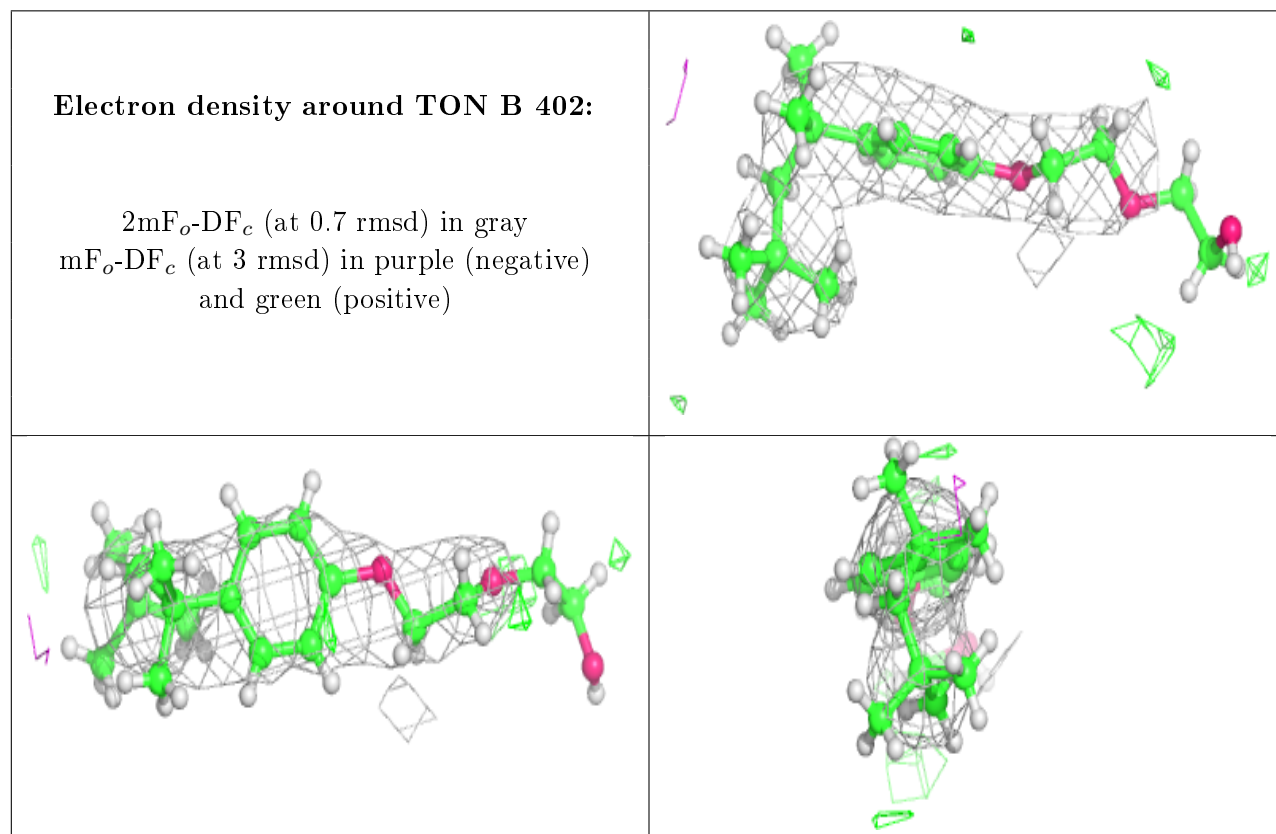 Electron density around TON B 402:
2mFo-DFc (at 0.7 rmsd) in gray
mFo-DFc (at 3 rmsd) in purple (negative)
and green (positive)